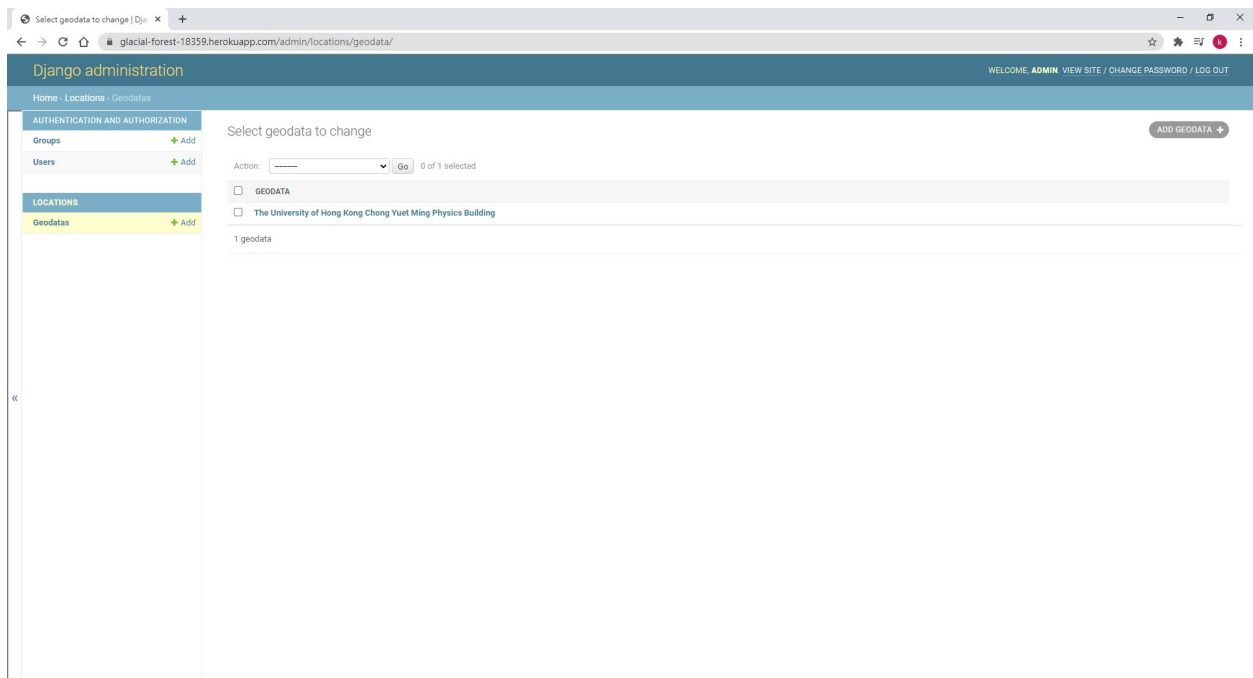 Select geodata to change | Dja
glacial-forest-18359.herokuapp.com/admin/locations/geodata/
k
Django administration
WELCOME, ADMIN. VIEW SITE / CHANGE PASSWORD / LOG OUT
Home › Locations › Geodatas
AUTHENTICATION AND AUTHORIZATION
Groups + Add
Users + Add
LOCATIONS
Geodatas + Add
«
Select geodata to change
ADD GEODATA +
Action: --------- Go 0 of 1 selected
GEODATA
The University of Hong Kong Chong Yuet Ming Physics Building
1 geodata